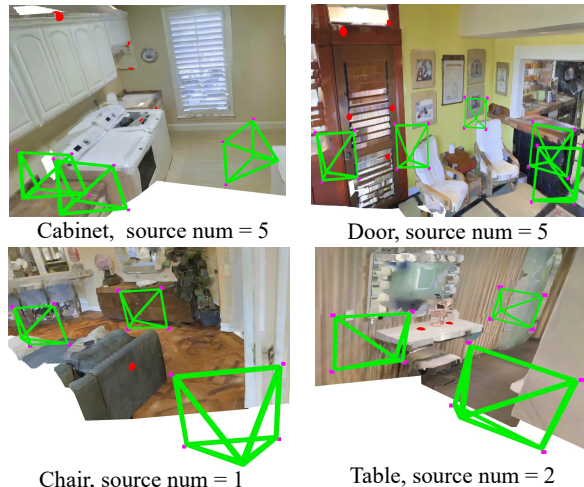 Cabinet, source num = 5
Door, source num = 5
Chair, source num = 1
Table, source num = 2